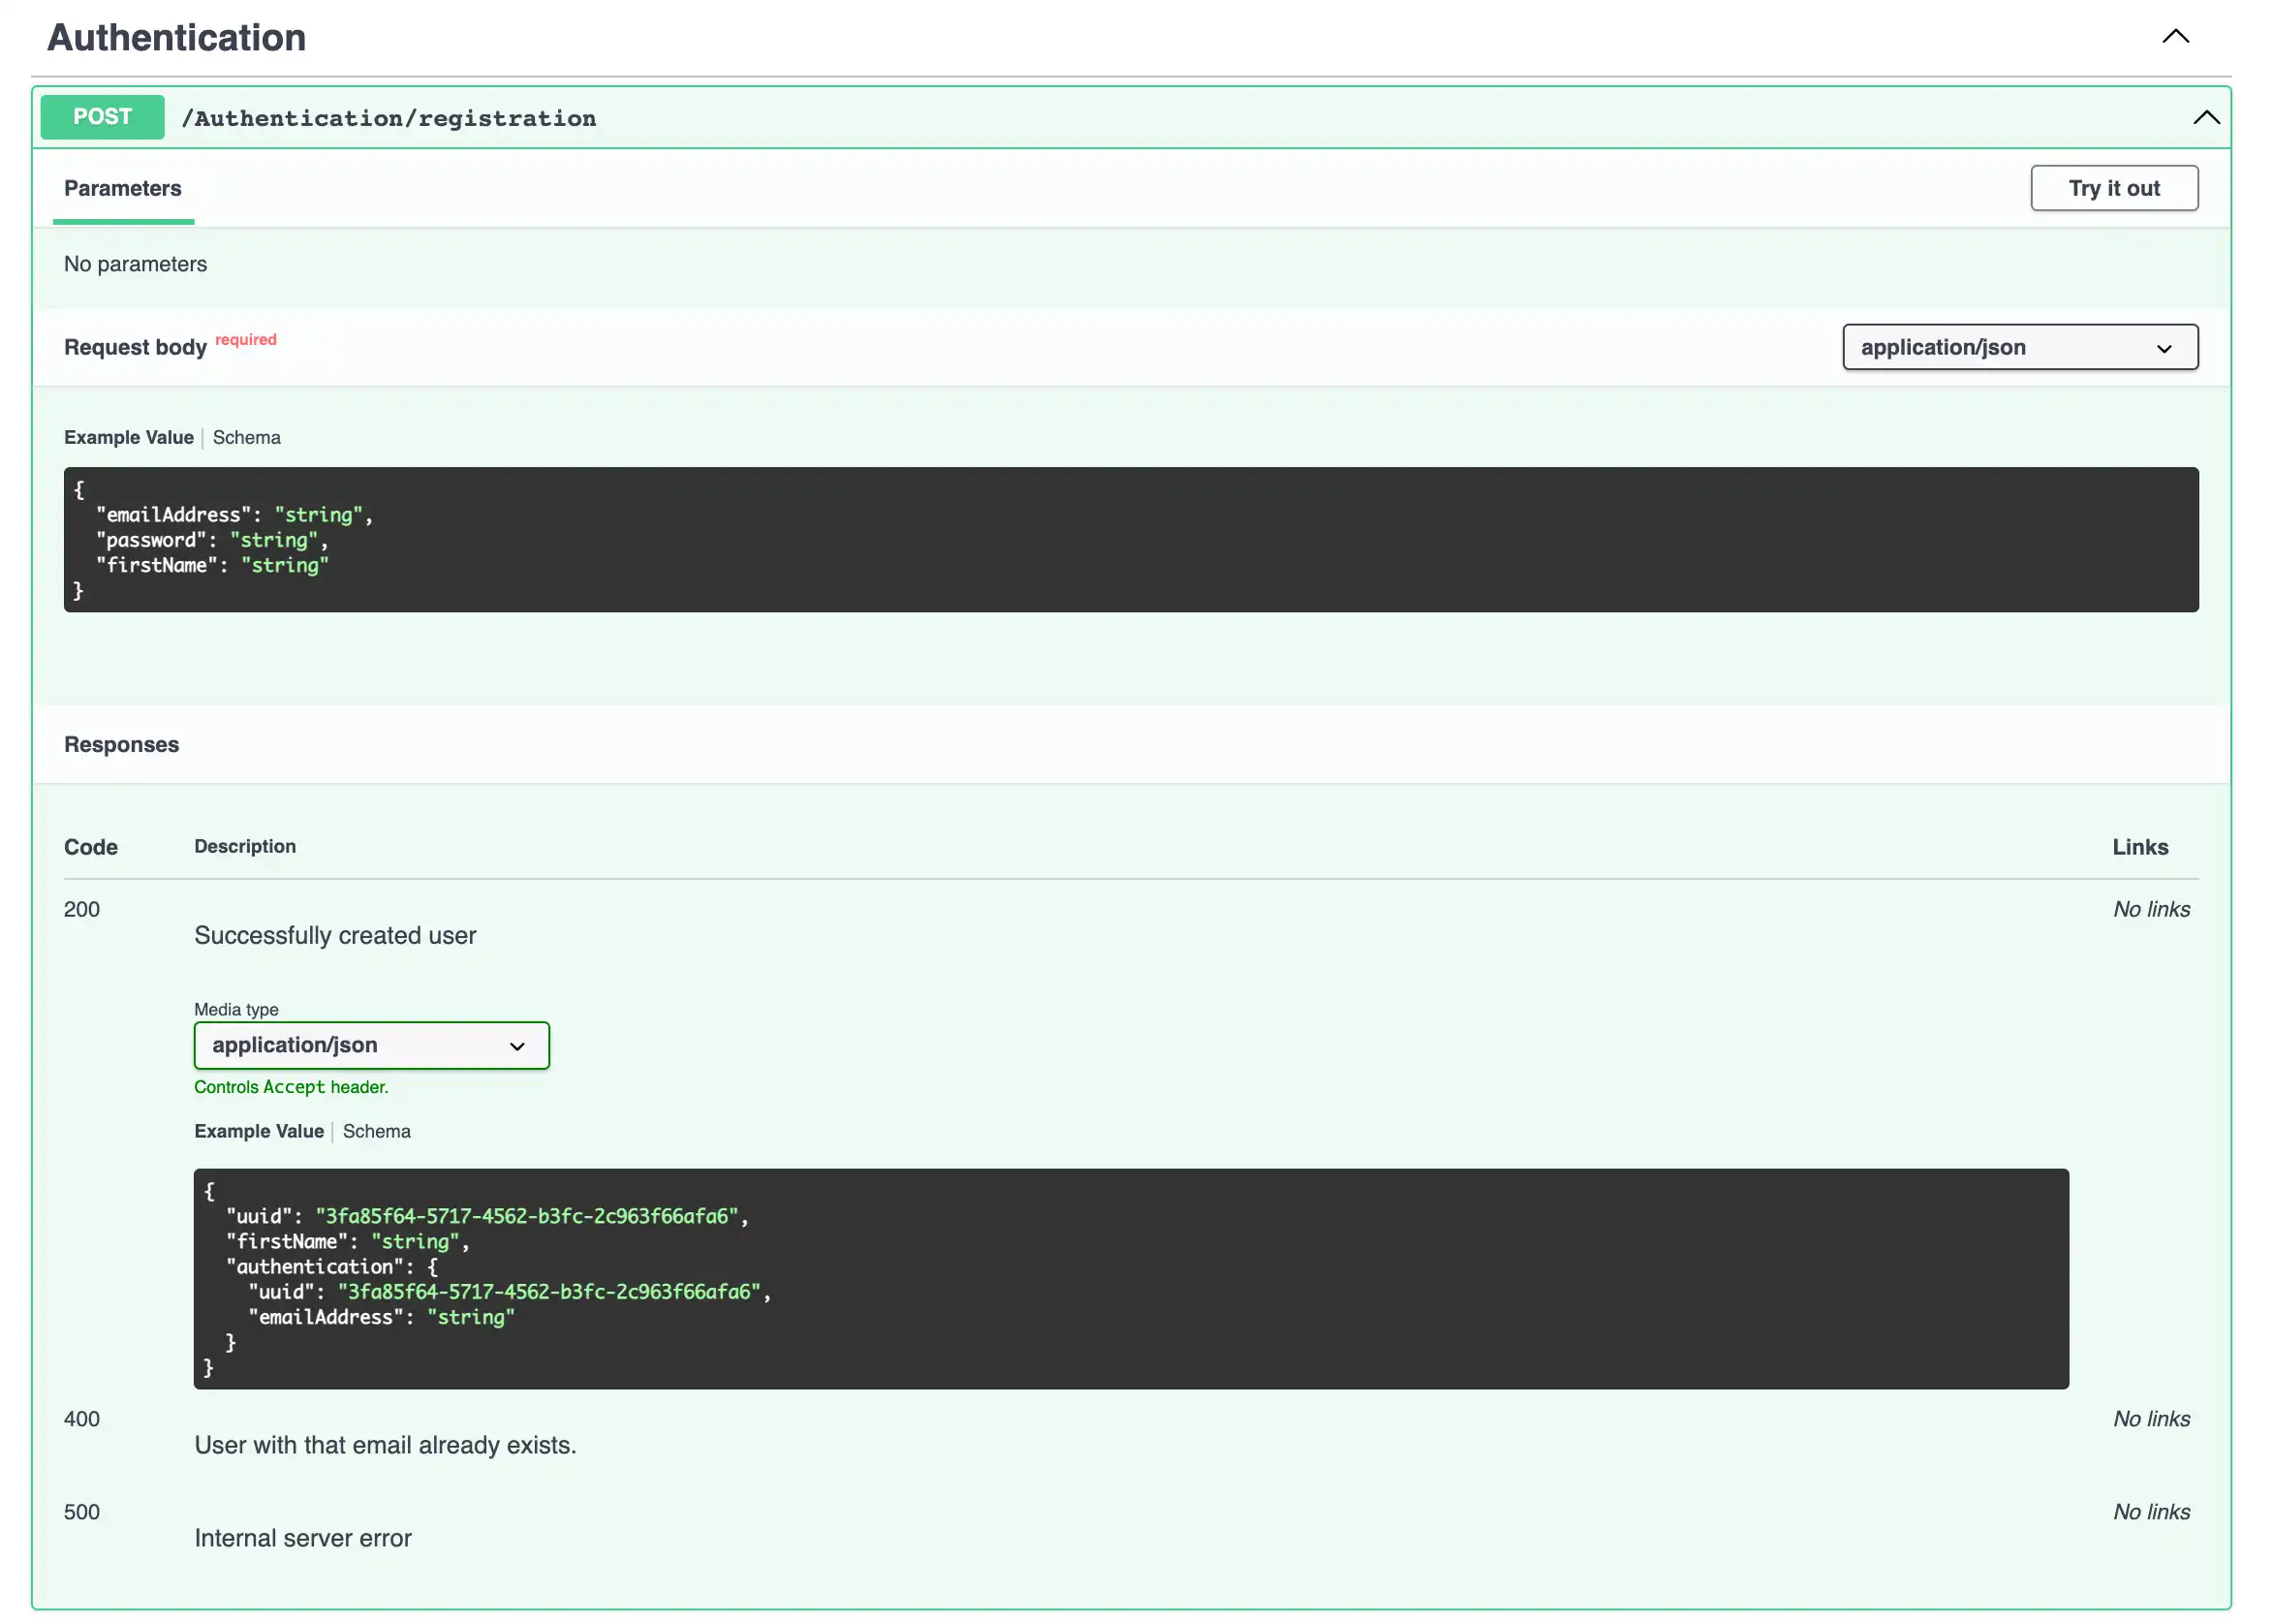 Authentication
POST /Authentication/registration
Parameters
Try it out
No parameters
Request body required
application/json
Example Value | Schema
{
  "emailAddress": "string",
  "password": "string",
  "firstName": "string"
}
Responses
Code Description Links
200 No links
Successfully created user
Media type
application/json
Controls Accept header.
Example Value | Schema
{
  "uuid": "3fa85f64-5717-4562-b3fc-2c963f66afa6",
  "firstName": "string",
  "authentication": {
    "uuid": "3fa85f64-5717-4562-b3fc-2c963f66afa6",
    "emailAddress": "string"
  }
}
400 No links
User with that email already exists.
500 No links
Internal server error